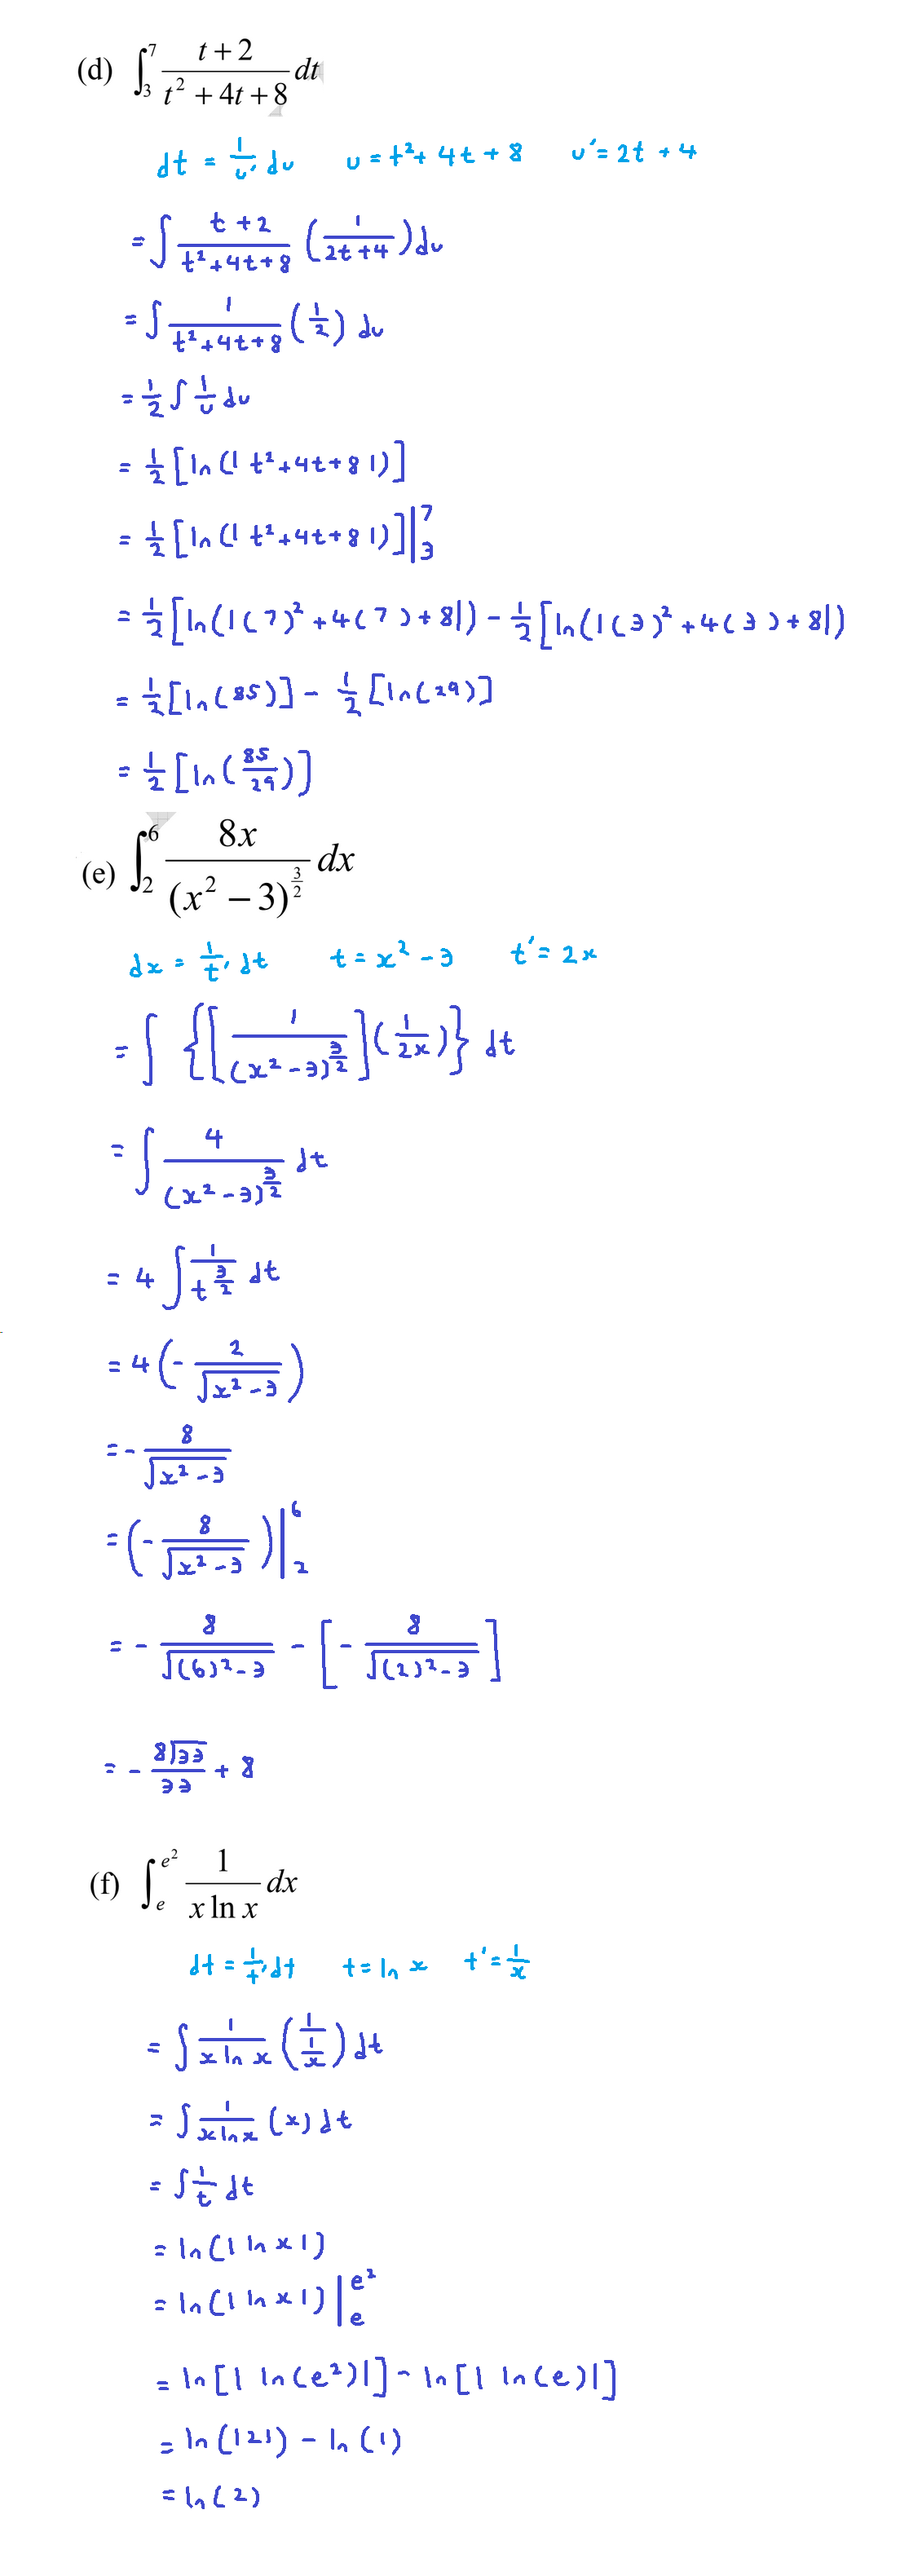 (d) ∫₃⁷ (t+2)/(t²+4t+8) dt
dt = 1/u' du    u = t²+4t+8    u' = 2t+4
= ∫ (t+2)/(t²+4t+8) (1/(2t+4)) du
= ∫ 1/(t²+4t+8) (1/2) du
= 1/2 ∫ 1/u du
= 1/2 [ln(|t²+4t+8|)]
= 1/2 [ln(|t²+4t+8|)]|₃⁷
= 1/2 [ln(|(7)²+4(7)+8|) - 1/2 [ln(|(3)²+4(3)+8|)
= 1/2 [ln(85)] - 1/2 [ln(29)]
= 1/2 [ln(85/29)]
(e) ∫₂⁶ 8x/(x²-3)^(3/2) dx
dx = 1/t' dt    t = x²-3    t' = 2x
= ∫ {[1/(x²-3)^(3/2)](1/2x)} dt
= ∫ 4/(x²-3)^(3/2) dt
= 4 ∫ 1/t^(3/2) dt
= 4(-2/√(x²-3))
= -8/√(x²-3)
= (-8/√(x²-3))|₂⁶
= -8/√((6)²-3) - [-8/√((2)²-3)]
= -8√33/33 + 8
(f) ∫ₑ^(e²) 1/(x ln x) dx
dt = 1/t' dt    t = ln x    t' = 1/x
= ∫ 1/(x ln x) (1/(1/x)) dt
= ∫ 1/(x ln x) (x) dt
= ∫ 1/t dt
= ln(|ln x|)
= ln(|ln x|)|ₑ^(e²)
= ln[|ln(e²)|] - ln[|ln(e)|]
= ln(|2|) - ln(1)
= ln(2)